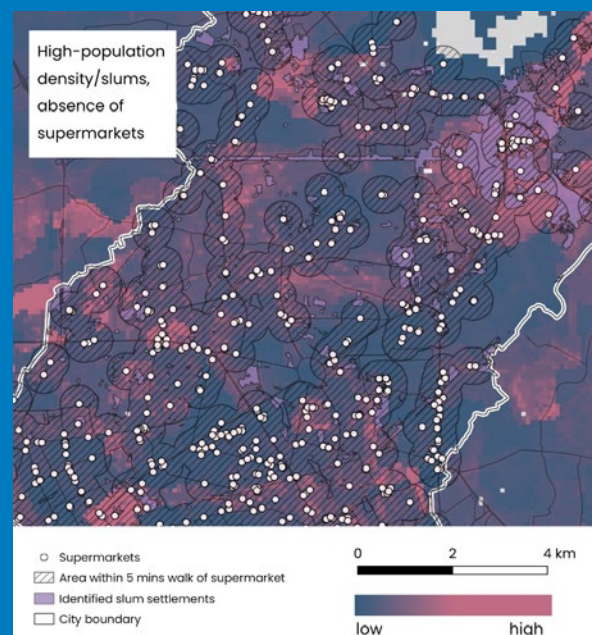 High-population
density/slums,
absence of
supermarkets
Supermarkets
Area within 5 mins walk of supermarket
Identified slum settlements
City boundary
0 2 4 km
low high